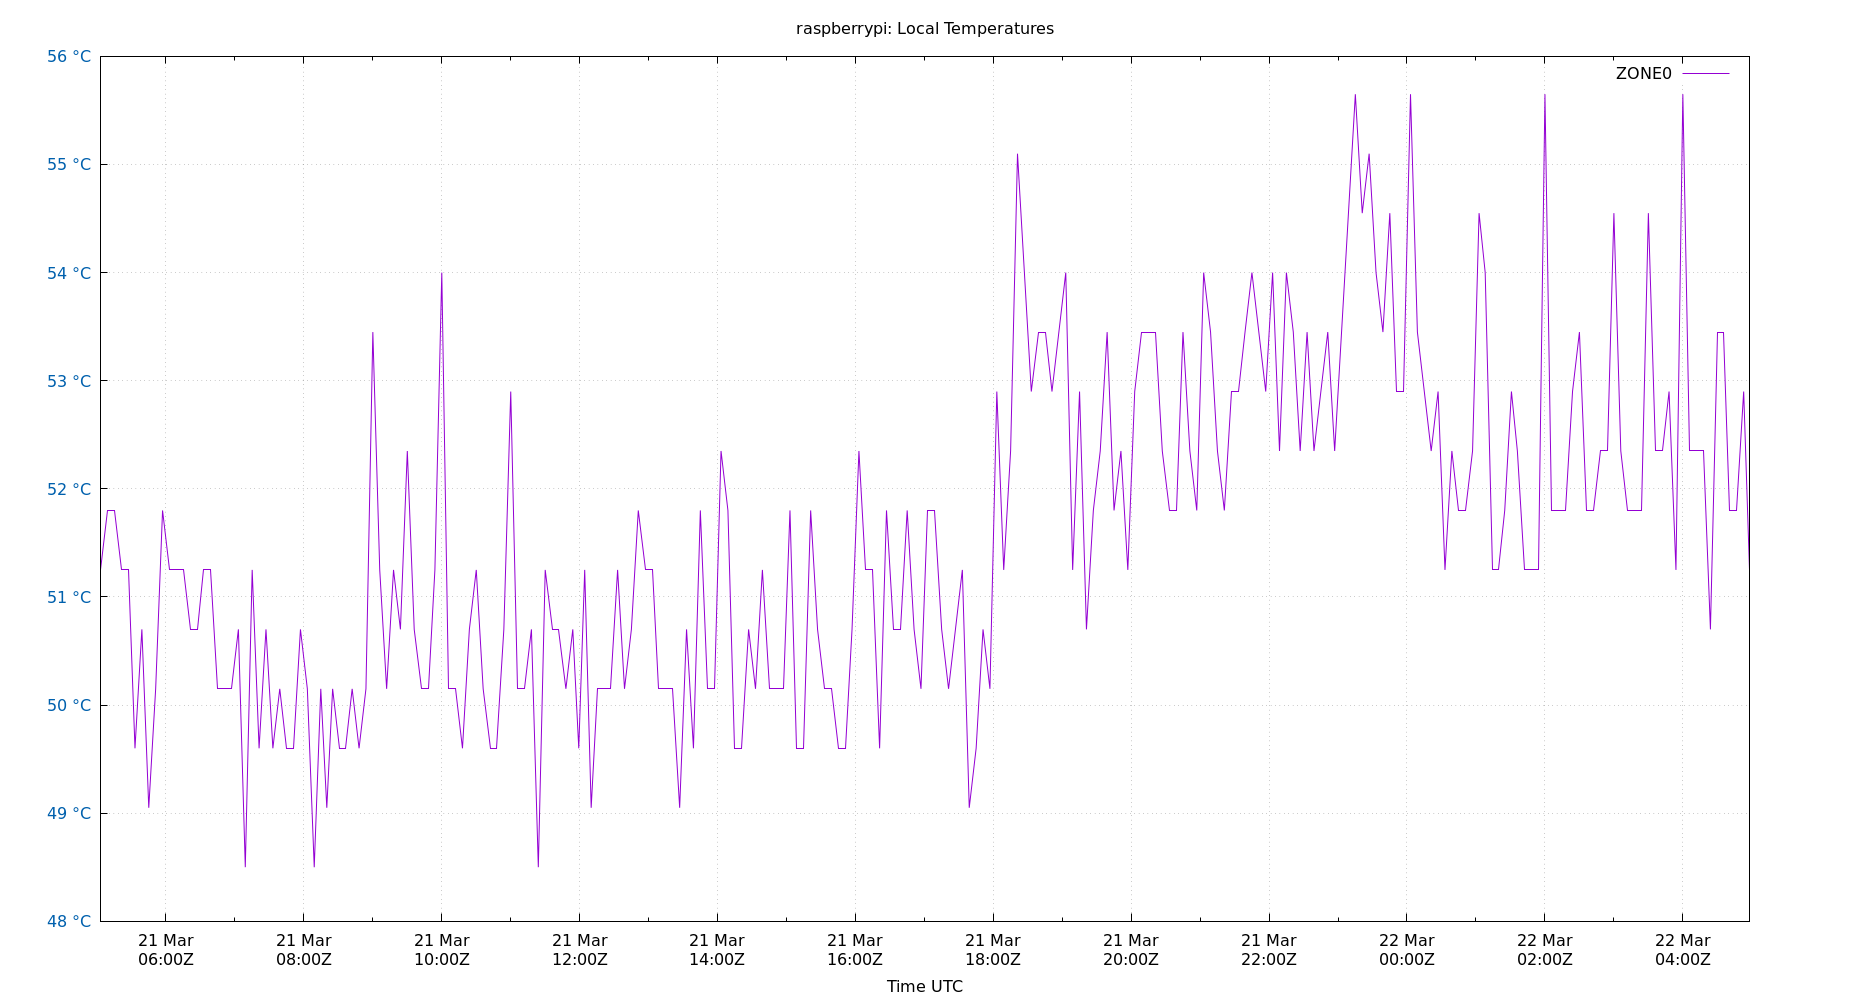 raspberrypi: Local Temperatures
56 °C
ZONE0
55 °C
54 °C
53 °C
52 °C
51 °C
50 °C
49 °C
48 °C
21 Mar 21 Mar 21 Mar 21 Mar 21 Mar 21 Mar 21 Mar 21 Mar 21 Mar 22 Mar 22 Mar 22 Mar
06:00Z 08:00Z 10:00Z 12:00Z 14:00Z 16:00Z 18:00Z 20:00Z 22:00Z 00:00Z 02:00Z 04:00Z
Time UTC